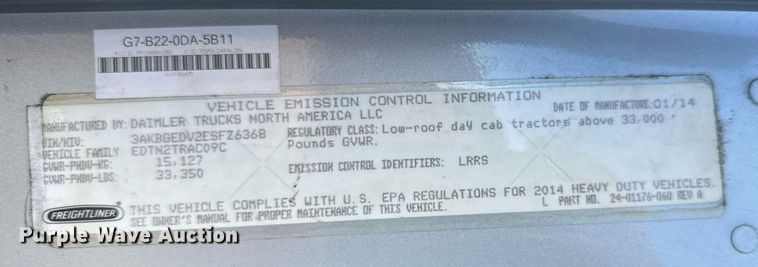 G7-B22-0DA-5B11
VEHICLE EMISSION CONTROL INFORMATION
MANUFACTURED BY: DAIMLER TRUCKS NORTH AMERICA LLC
DATE OF MANUFACTURE: 01/14
VIN/NIV: 3AKBGEDV2ESFZ6368
REGULATORY CLASS: Low-roof day cab tractors above 33,000
VEHICLE FAMILY EDTN2TRAC09C
Pounds GVWR.
GVWR-PNBV-KG: 15,127
EMISSION CONTROL IDENTIFIERS: LRRS
GVWR-PNBV-LBS: 33,350
FREIGHTLINER
THIS VEHICLE COMPLIES WITH U.S. EPA REGULATIONS FOR 2014 HEAVY DUTY VEHICLES.
SEE OWNER'S MANUAL FOR PROPER MAINTENANCE OF THIS VEHICLE.
L PART NO. 24-01176-060 REV A
Purple Wave Auction